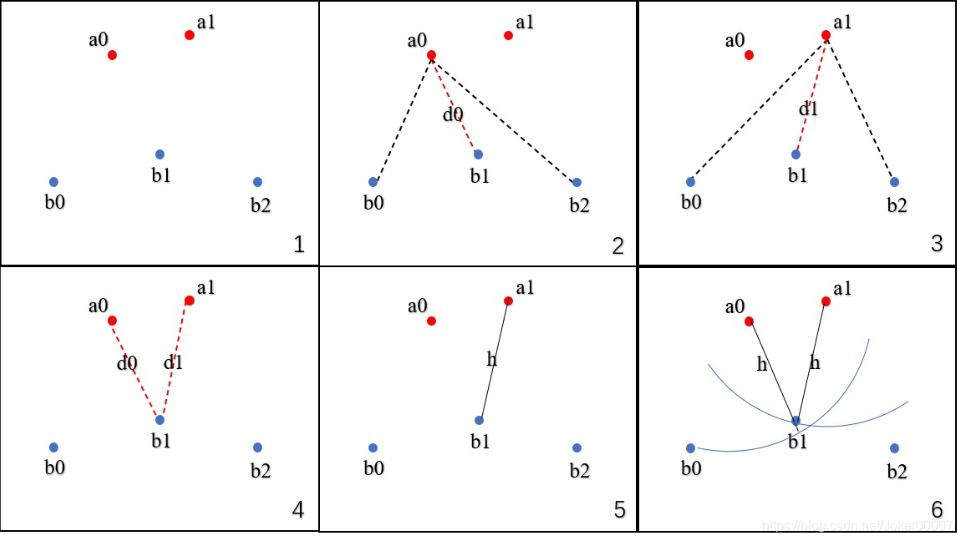 a0 a1
b0 b1 b2
1
a0 a1
d0
b0 b1 b2
2
a0 a1
d1
b0 b1 b2
3
a0 a1
d0 d1
b0 b1 b2
4
a0 a1
h
b0 b1 b2
5
a0 a1
h h
b0 b1 b2
6
https://blog.csdn.net/Joker00007